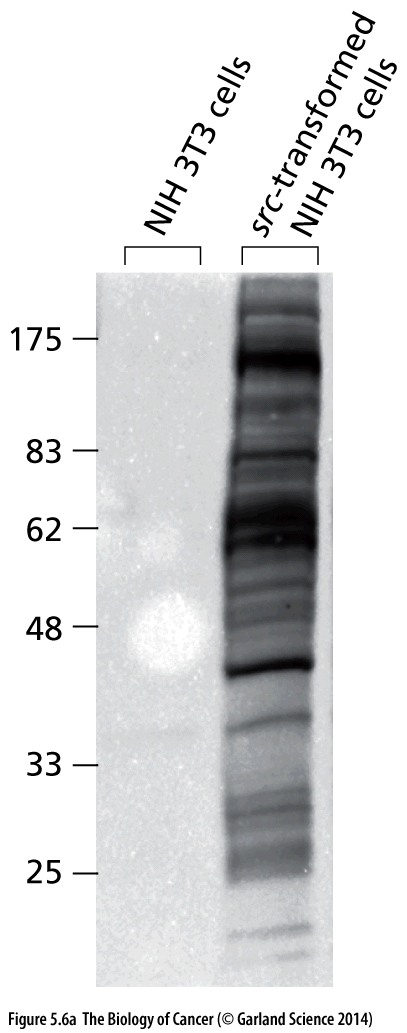 NIH 3T3 cells
src-transformed
NIH 3T3 cells
175
83
62
48
33
25
Figure 5.6a The Biology of Cancer (© Garland Science 2014)